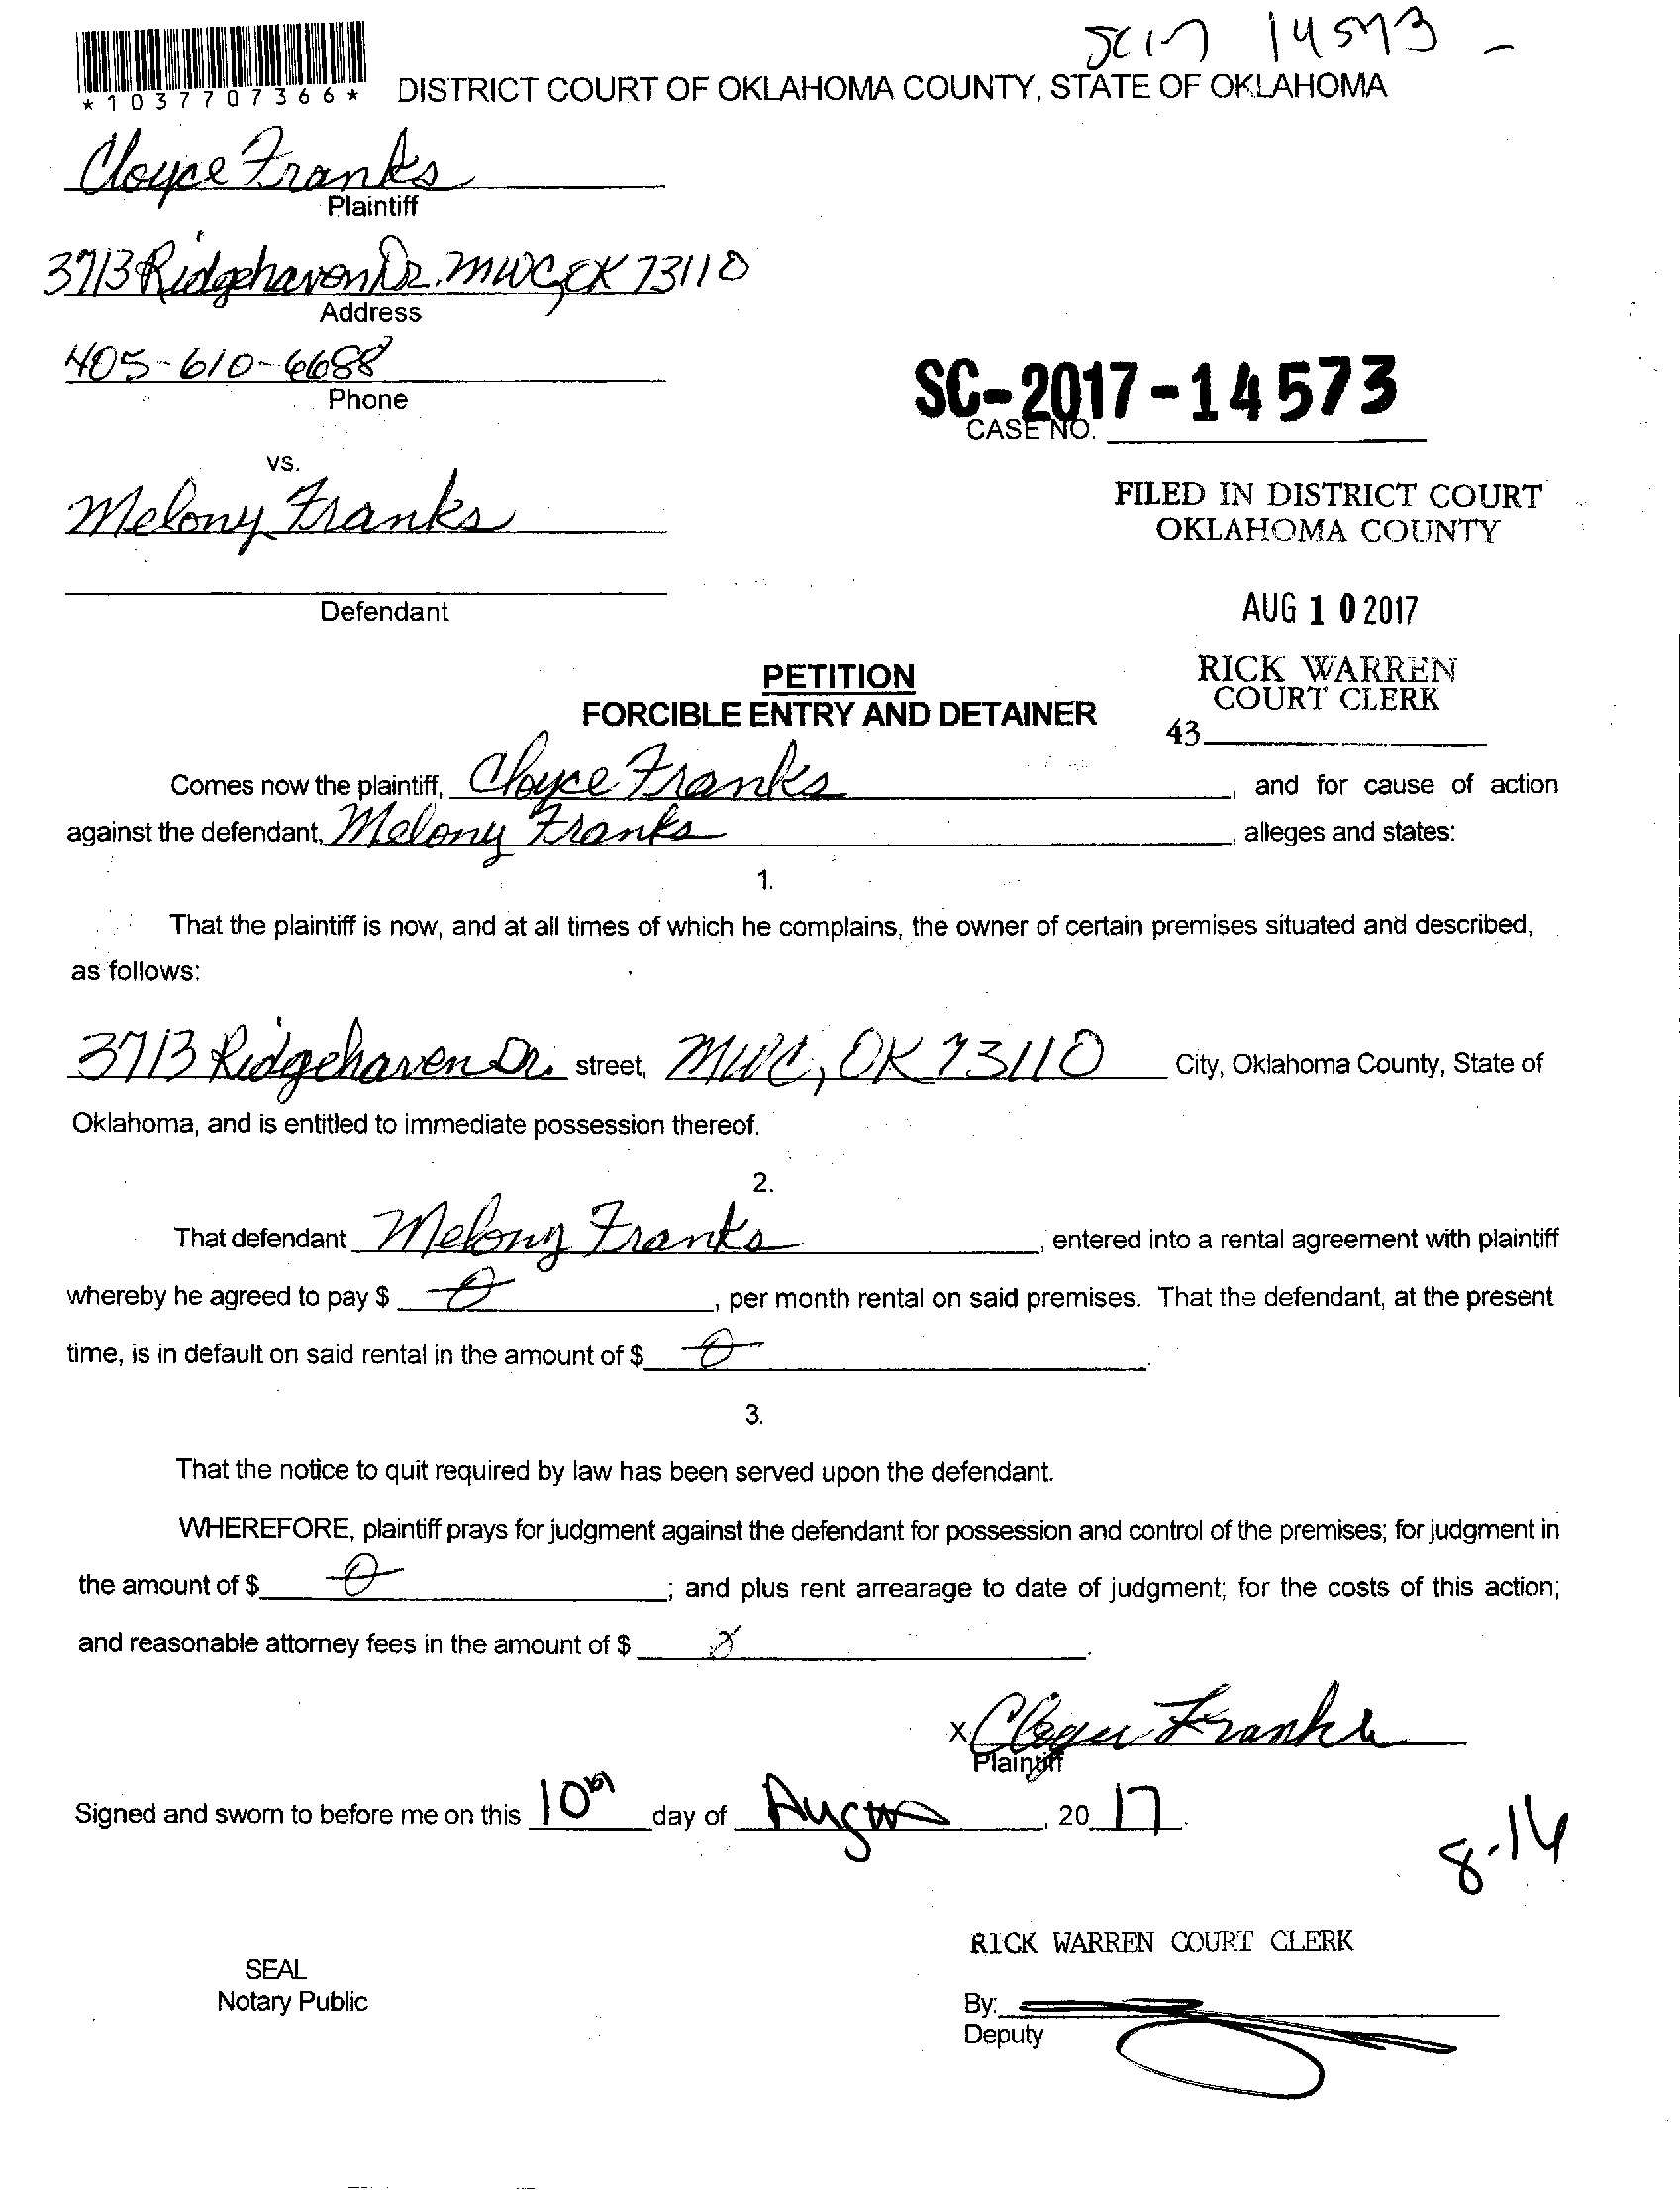 SC17 14573 -
*1037707366*
DISTRICT COURT OF OKLAHOMA COUNTY, STATE OF OKLAHOMA
Cloyce Franks
Plaintiff
3713 Ridgehaven Dr. MWC, OK 73110
Address
405-610-6688
Phone
SC-2017-14573
CASE NO.
vs.
Melony Franks
Defendant
FILED IN DISTRICT COURT
OKLAHOMA COUNTY
AUG 10 2017
RICK WARREN
COURT CLERK
43
PETITION
FORCIBLE ENTRY AND DETAINER
Comes now the plaintiff, Cloyce Franks, and for cause of action
against the defendant, Melony Franks, alleges and states:
1.
That the plaintiff is now, and at all times of which he complains, the owner of certain premises situated and described,
as follows:
3713 Ridgehaven Dr. street, MWC, OK 73110 City, Oklahoma County, State of
Oklahoma, and is entitled to immediate possession thereof.
2.
That defendant Melony Franks, entered into a rental agreement with plaintiff
whereby he agreed to pay $ 0, per month rental on said premises. That the defendant, at the present
time, is in default on said rental in the amount of $ 0.
3.
That the notice to quit required by law has been served upon the defendant.
WHEREFORE, plaintiff prays for judgment against the defendant for possession and control of the premises; for judgment in
the amount of $ 0; and plus rent arrearage to date of judgment; for the costs of this action;
and reasonable attorney fees in the amount of $ .
x Cloyce Franks
Plaintiff
Signed and sworn to before me on this 10th day of August, 2017.
8-14
RICK WARREN COURT CLERK
SEAL
Notary Public
By:
Deputy